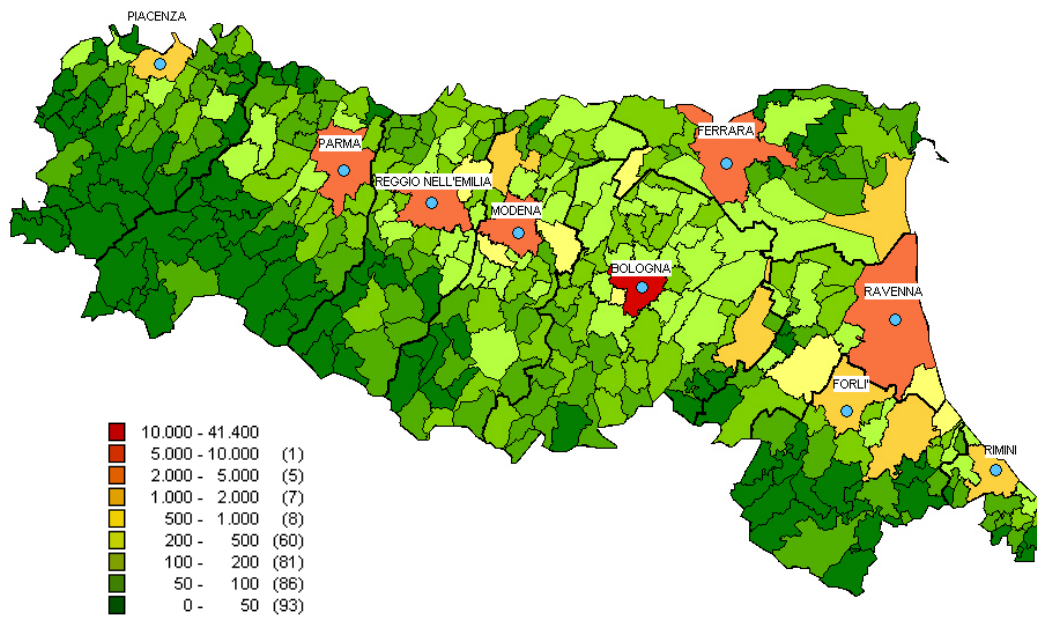 PIACENZA
PARMA
FERRARA
REGGIO NELL'EMILIA
MODENA
BOLOGNA
RAVENNA
FORLI'
RIMINI
10.000 - 41.400
5.000 - 10.000 (1)
2.000 - 5.000 (5)
1.000 - 2.000 (7)
500 - 1.000 (8)
200 - 500 (60)
100 - 200 (81)
50 - 100 (86)
0 - 50 (93)